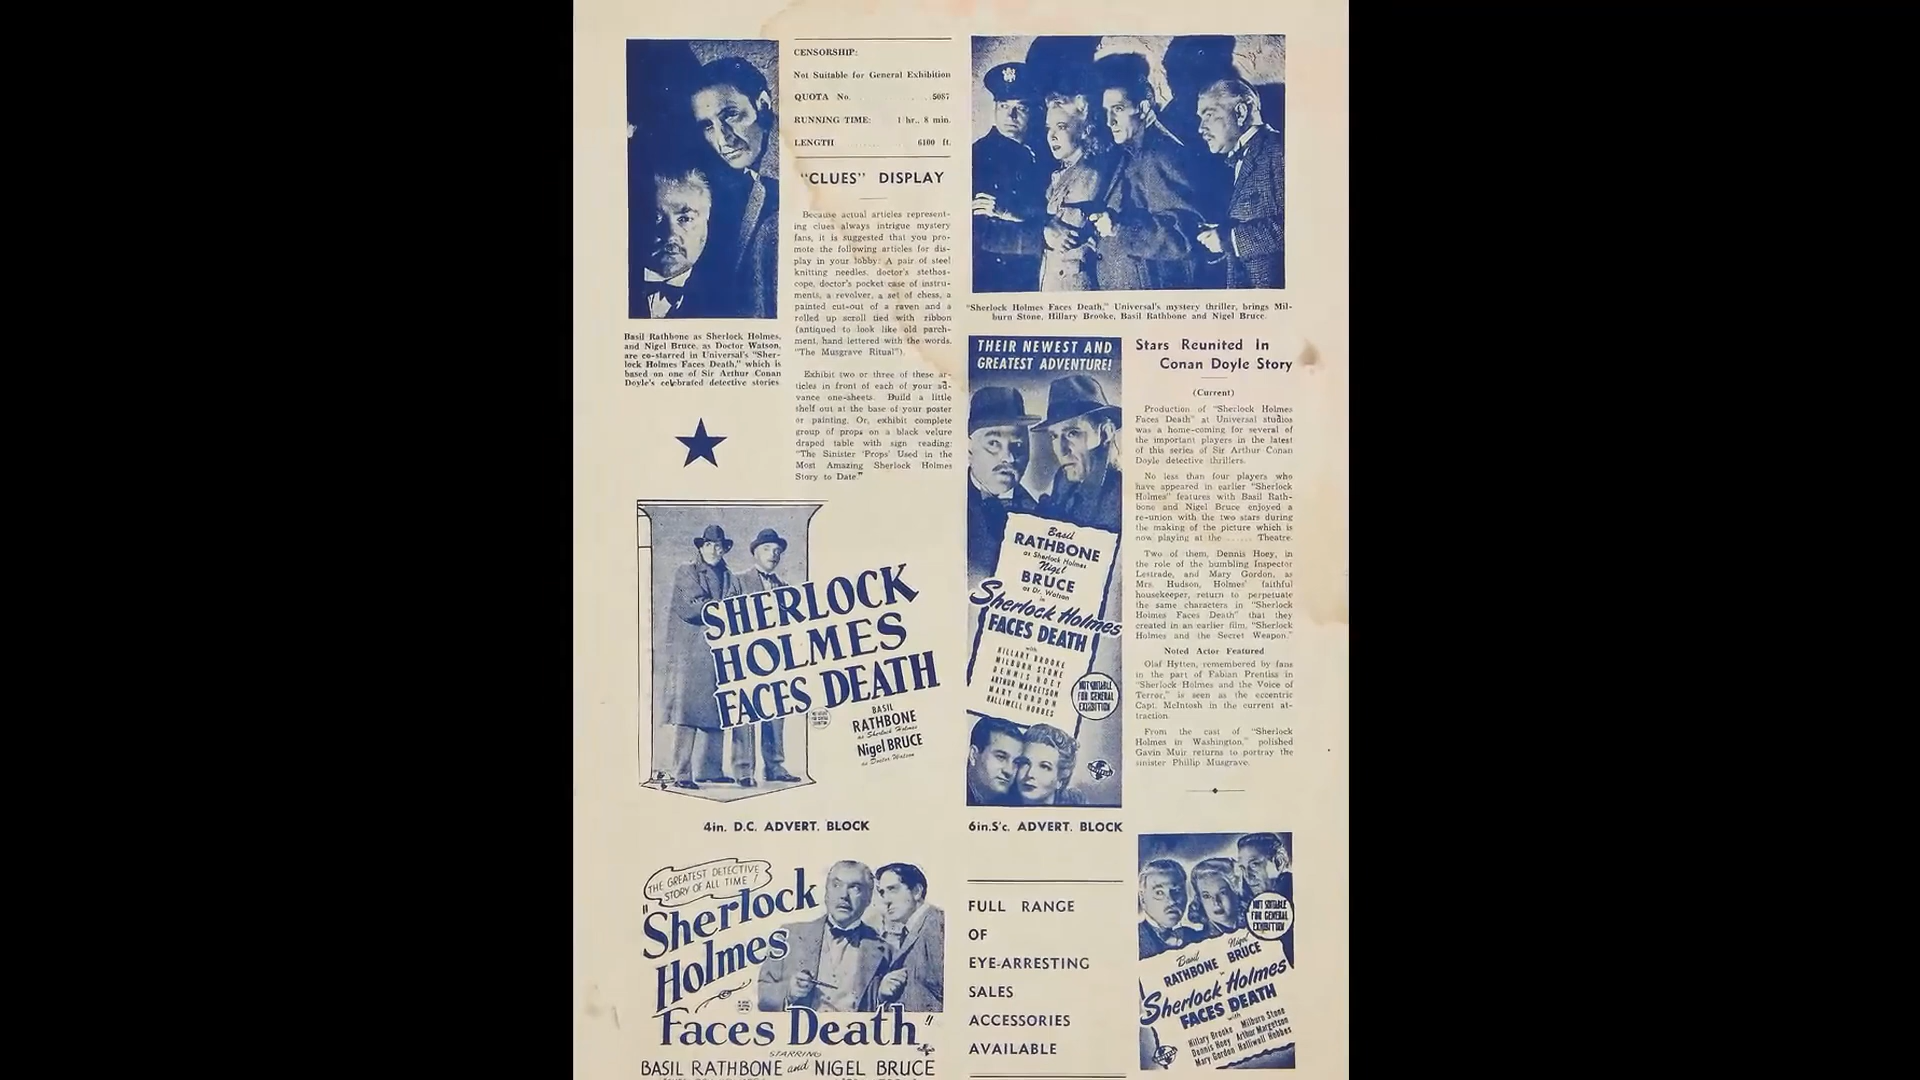 CENSORSHIP:
Not Suitable for General Exhibition
QUOTA No. . . . 5087
RUNNING TIME: 1 hr., 8 min.
LENGTH . . . . 6100 ft.
"CLUES" DISPLAY
Because actual articles represent-
ing clues always intrigue mystery
fans, it is suggested that you pro-
mote the following articles for dis-
play in your lobby: A pair of steel
knitting needles, doctor's stethos-
cope, doctor's pocket case of instru-
ments, a revolver, a set of chess, a
painted cut-out of a raven and a
rolled up scroll tied with ribbon
(antiqued to look like old parch-
ment, hand lettered with the words,
"The Musgrave Ritual").
Exhibit two or three of these ar-
ticles in front of each of your ad-
vance one-sheets. Build a little
shelf out at the base of your poster
or painting. Or, exhibit complete
group of props on a black velure
draped table with sign reading:
"The Sinister 'Props' Used in the
Most Amazing Sherlock Holmes
Story to Date."
Basil Rathbone as Sherlock Holmes,
and Nigel Bruce, as Doctor Watson,
are co-starred in Universal's "Sher-
lock Holmes Faces Death," which is
based on one of Sir Arthur Conan
Doyle's celebrated detective stories
"Sherlock Holmes Faces Death," Universal's mystery thriller, brings Mil-
burn Stone, Hillary Brooke, Basil Rathbone and Nigel Bruce.
THEIR NEWEST AND
GREATEST ADVENTURE!
Basil
RATHBONE
as Sherlock Holmes
Nigel
BRUCE
as Dr. Watson
in
Sherlock Holmes
FACES DEATH
with
HILLARY BROOKE
MILBURN STONE
DENNIS HOEY
ARTHUR MARGETSON
MARY GORDON
HALLIWELL HOBBES
NOT SUITABLE
FOR GENERAL
EXHIBITION
6in.S'c. ADVERT. BLOCK
Stars Reunited In
Conan Doyle Story
(Current)
Production of "Sherlock Holmes
Faces Death" at Universal studios
was a home-coming for several of
the important players in the latest
of this series of Sir Arthur Conan
Doyle detective thrillers.
No less than four players who
have appeared in earlier "Sherlock
Holmes" features with Basil Rath-
bone and Nigel Bruce enjoyed a
re-union with the two stars during
the making of the picture which is
now playing at the ...... Theatre.
Two of them, Dennis Hoey, in
the role of the bumbling Inspector
Lestrade, and Mary Gordon, as
Mrs. Hudson, Holmes' faithful
housekeeper, return to perpetuate
the same characters in "Sherlock
Holmes Faces Death" that they
created in an earlier film, "Sherlock
Holmes and the Secret Weapon."
Noted Actor Featured
Olaf Hytten, remembered by fans
in the part of Fabian Prentiss in
"Sherlock Holmes and the Voice of
Terror," is seen as the eccentric
Capt. McIntosh in the current at-
traction.
From the cast of "Sherlock
Holmes in Washington," polished
Gavin Muir returns to portray the
sinister Phillip Musgrave.
SHERLOCK
HOLMES
FACES DEATH
BASIL
RATHBONE
as Sherlock Holmes
Nigel BRUCE
as Doctor Watson
4in. D.C. ADVERT. BLOCK
THE GREATEST DETECTIVE
STORY OF ALL TIME!
"Sherlock
Holmes
Faces Death"
STARRING
BASIL RATHBONE and NIGEL BRUCE
FULL RANGE
OF
EYE-ARRESTING
SALES
ACCESSORIES
AVAILABLE
NOT SUITABLE
FOR GENERAL
EXHIBITION
Basil Nigel
RATHBONE BRUCE
in
Sherlock Holmes
FACES DEATH
with
Hillary Brooke Milburn Stone
Dennis Hoey Arthur Margetson
Mary Gordon Halliwell Hobbes